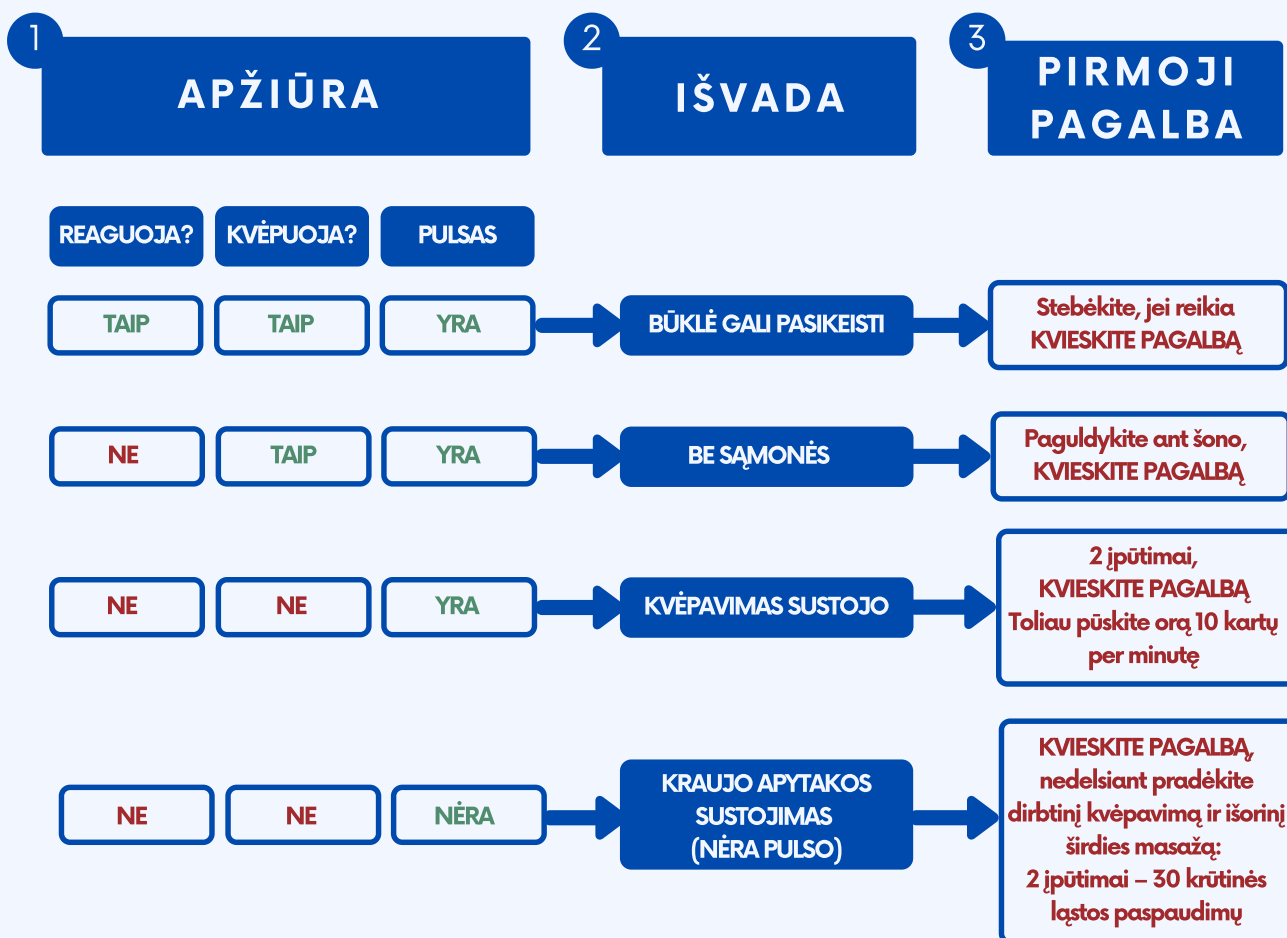 1
APŽIŪRA
2
IŠVADA
3
PIRMOJI
PAGALBA
REAGUOJA?
KVĖPUOJA?
PULSAS
TAIP
TAIP
YRA
BŪKLĖ GALI PASIKEISTI
Stebėkite, jei reikia
KVIESKITE PAGALBĄ
NE
TAIP
YRA
BE SĄMONĖS
Paguldykite ant šono,
KVIESKITE PAGALBĄ
NE
NE
YRA
KVĖPAVIMAS SUSTOJO
2 įpūtimai,
KVIESKITE PAGALBĄ
Toliau pūskite orą 10 kartų
per minutę
NE
NE
NĖRA
KRAUJO APYTAKOS
SUSTOJIMAS
(NĖRA PULSO)
KVIESKITE PAGALBĄ,
nedelsiant pradėkite
dirbtinį kvėpavimą ir išorinį
širdies masažą:
2 įpūtimai – 30 krūtinės
ląstos paspaudimų